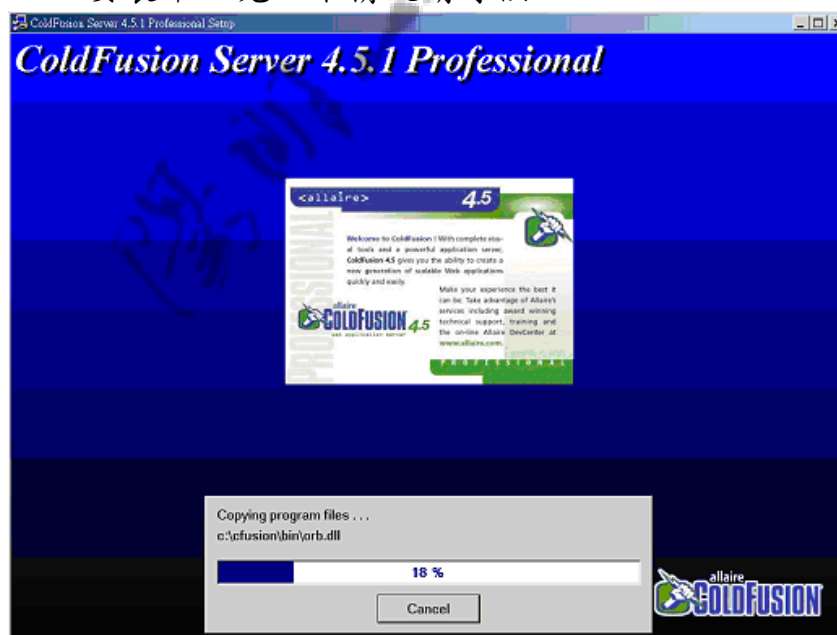 ColdFusion Server 4.5.1 Professional Setup
ColdFusion Server 4.5.1 Professional
<allaire>
4.5
PROFESSIONAL
Welcome to ColdFusion ! With complete visu-
al tools and a powerful application server,
ColdFusion 4.5 gives you the ability to create a
new generation of scalable Web applications
quickly and easily.
Make your experience the best it
can be. Take advantage of Allaire's
services including award winning
technical support, training and
the on-line Allaire DevCenter at
www.allaire.com.
allaire
COLDFUSION 4.5
web application server
PROFESSIONAL
Copying program files . . .
c:\cfusion\bin\orb.dll
18 %
Cancel
allaire
COLDFUSION